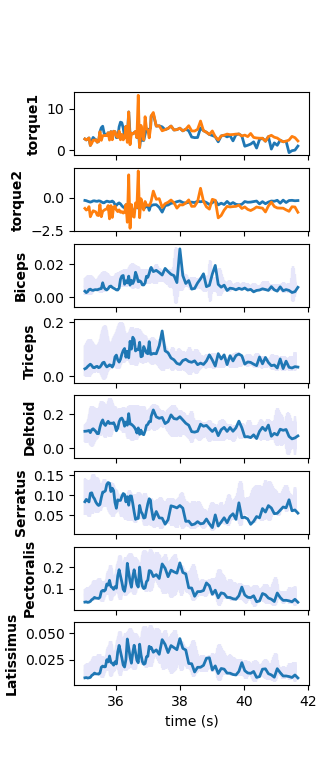 torque1
10
0
torque2
0.0
−2.5
Biceps
0.02
0.00
Triceps
0.2
0.0
Deltoid
0.2
0.0
Serratus
0.15
0.10
0.05
Pectoralis
0.2
0.1
Latissimus
0.050
0.025
36 38 40 42
time (s)